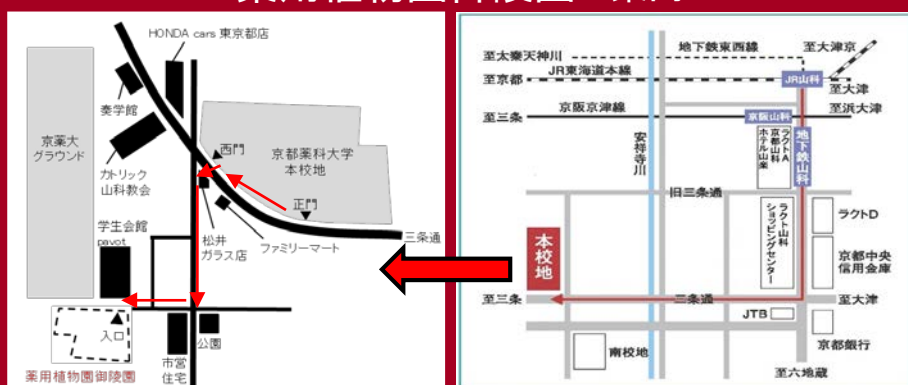 HONDA cars 東京都店
奏学館
京薬大
グラウンド
カトリック
山科教会
西門
京都薬科大学
本校地
正門
学生会館
pavot
松井
ガラス店
ファミリーマート
三条通
入口
公園
市営
住宅
薬用植物園御陵園
地下鉄東西線
至太秦天神川
至大津京
JR東海道本線
至京都
JR山科
至大津
京阪京津線
至浜大津
至三条
京阪山科
安祥寺川
ラクトA
京都山科
ホテル山楽
地下鉄山科
旧三条通
本校地
ラクト山科
ショッピングセンター
ラクトD
京都中央
信用金庫
至三条
三条通
至大津
JTB
南校地
京都銀行
至六地蔵